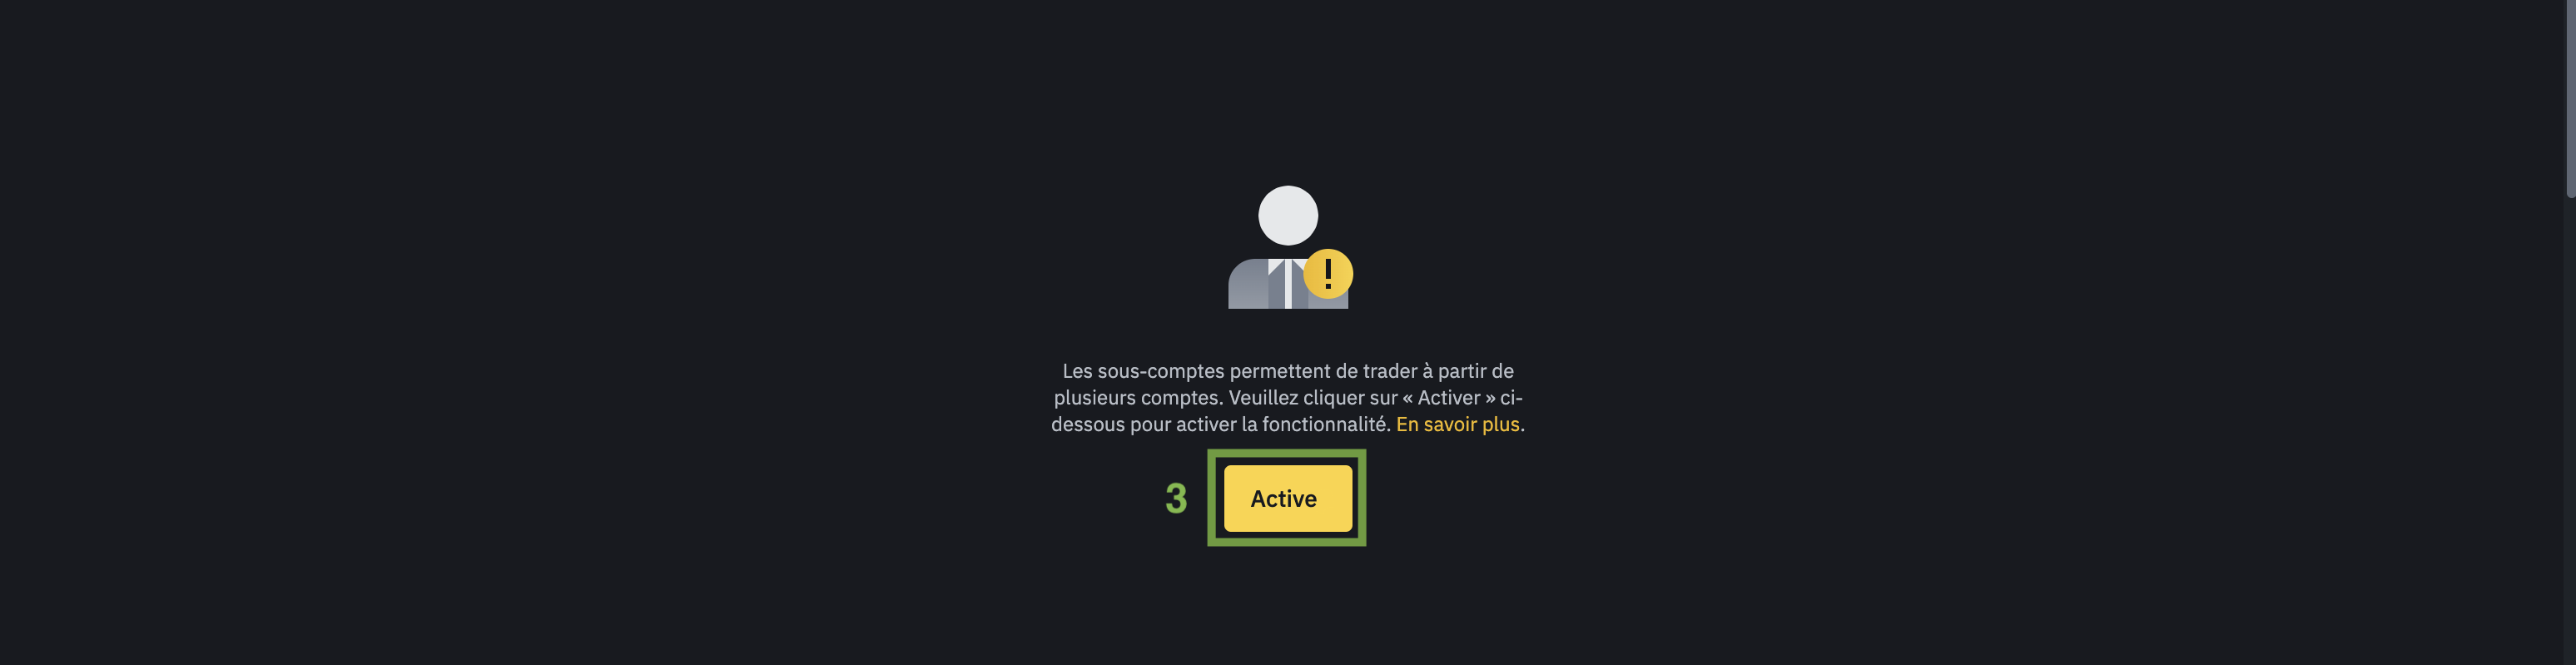 Les sous-comptes permettent de trader à partir de
plusieurs comptes. Veuillez cliquer sur « Activer » ci-
dessous pour activer la fonctionnalité. En savoir plus.
3
Active